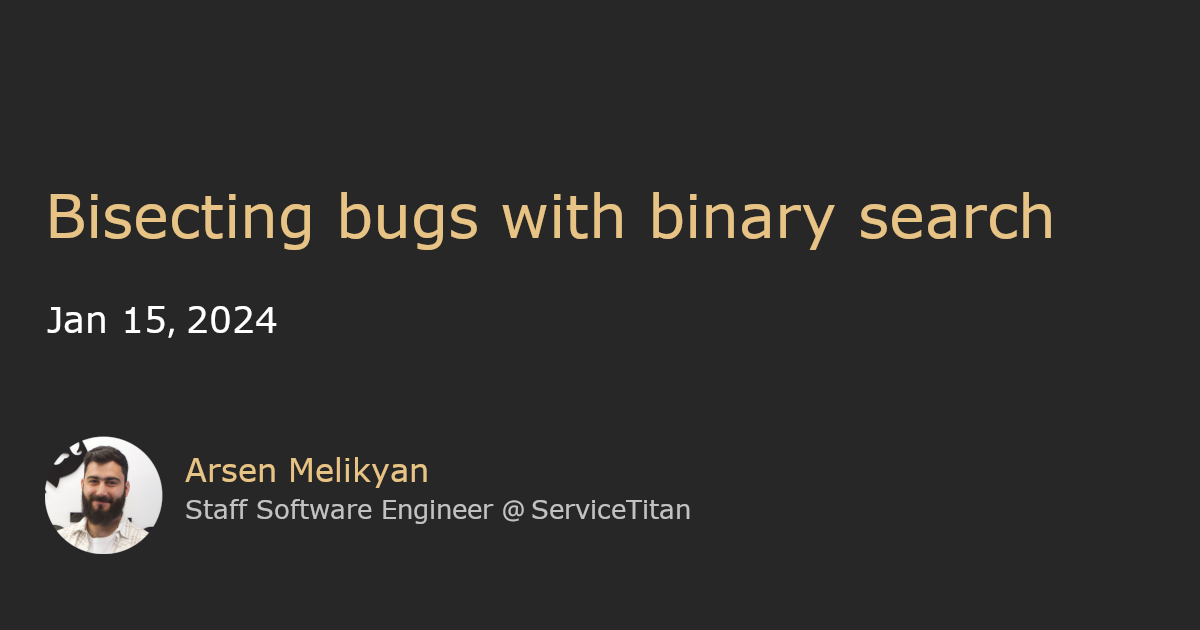 Bisecting bugs with binary search
Jan 15, 2024
Arsen Melikyan
Staff Software Engineer @ ServiceTitan